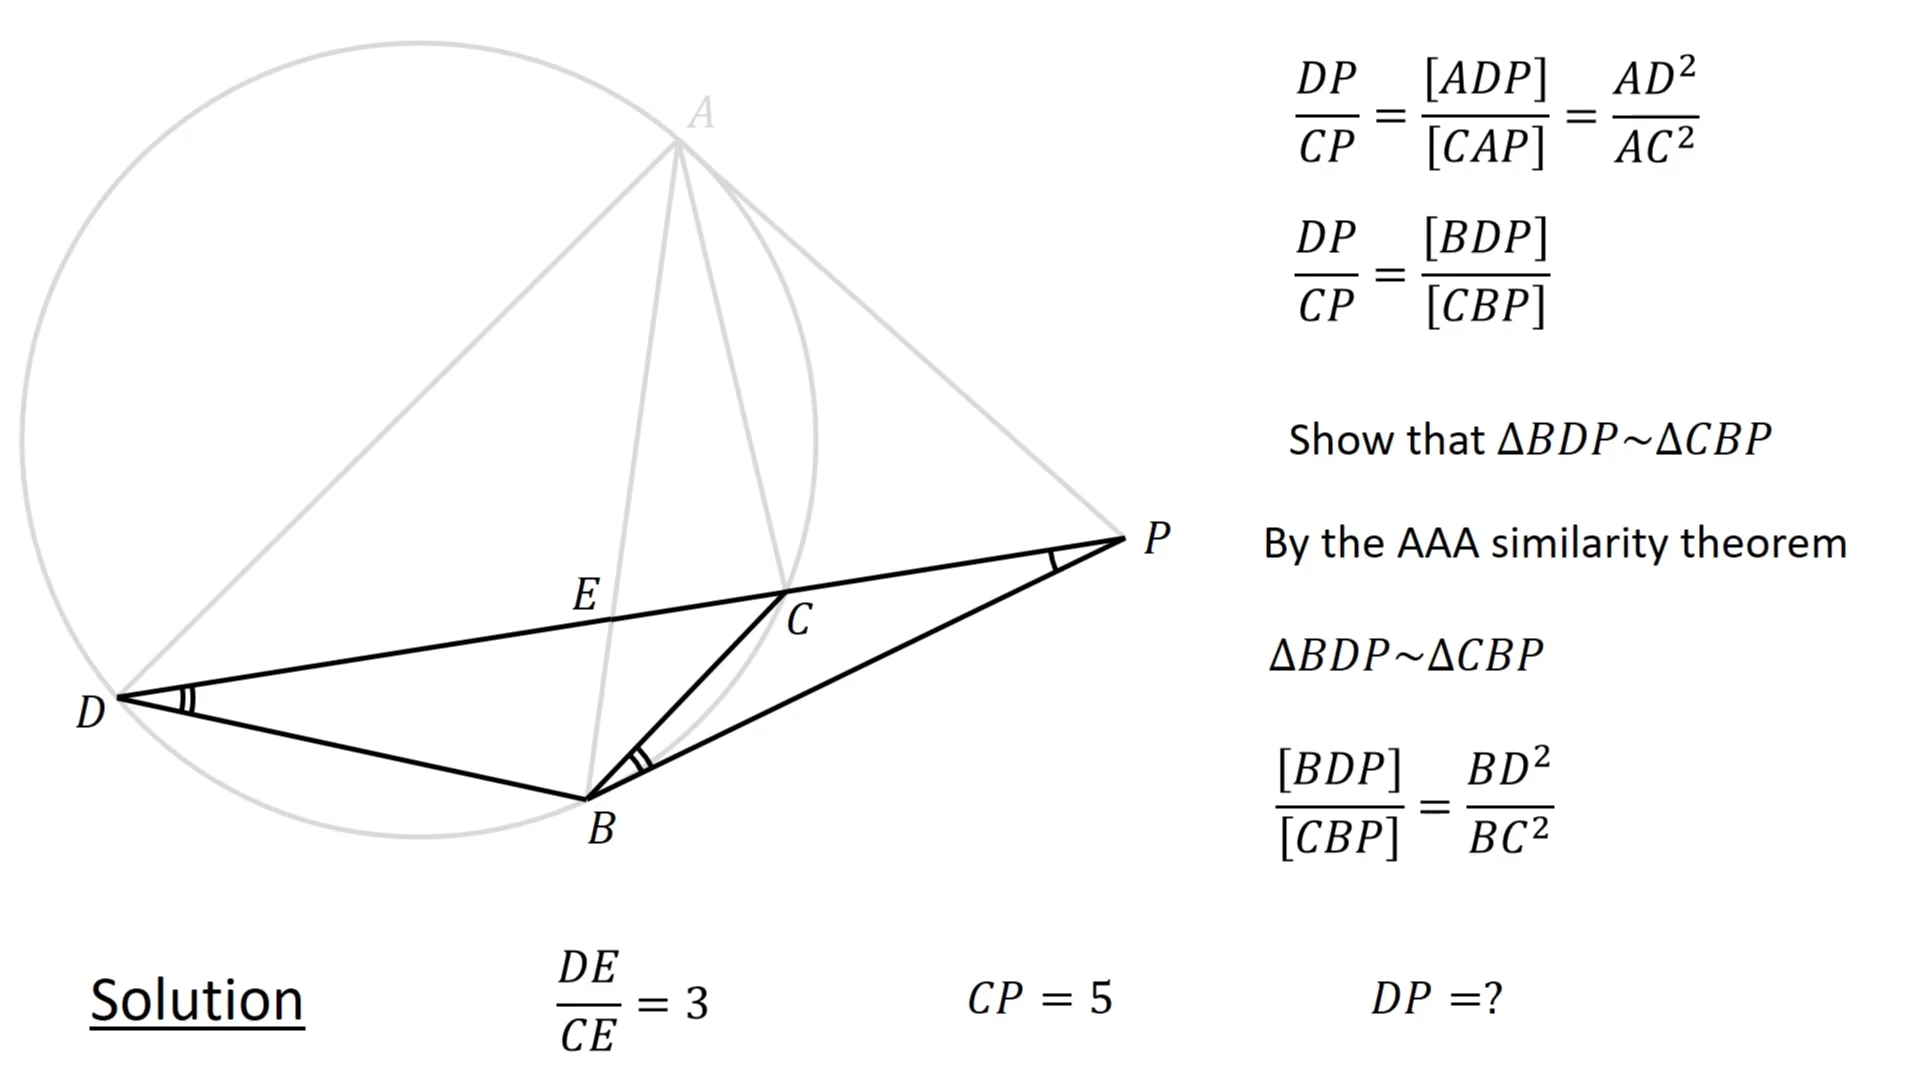 A
E
C
P
D
B
DP/CP = [ADP]/[CAP] = AD²/AC²
DP/CP = [BDP]/[CBP]
Show that ΔBDP~ΔCBP
By the AAA similarity theorem
ΔBDP~ΔCBP
[BDP]/[CBP] = BD²/BC²
Solution
DE/CE = 3
CP = 5
DP =?